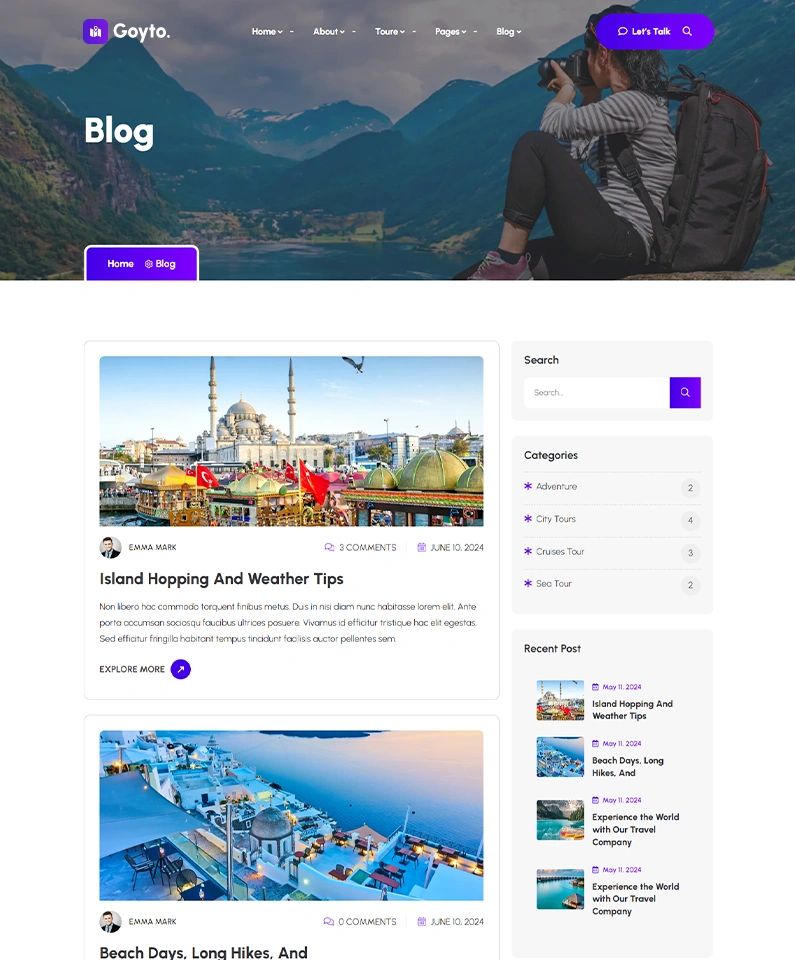 Goyto.
Home - About - Toure - Pages - Blog
Let's Talk
Blog
Home Blog
EMMA MARK 3 COMMENTS JUNE 10, 2024
Island Hopping And Weather Tips
Non libero hac commodo torquent finibus metus. Duis in nisi diam nunc habitasse lorem elit. Ante
porta accumsan sociosqu faucibus ultrices posuere. Vivamus id efficitur tristique hac elit egestas.
Sed efficitur fringilla habitant tempus tincidunt facilisis auctor pellentes sem.
EXPLORE MORE
EMMA MARK 0 COMMENTS JUNE 10, 2024
Beach Days, Long Hikes, And
Search
Search...
Categories
Adventure 2
City Tours 4
Cruises Tour 3
Sea Tour 2
Recent Post
May 11, 2024
Island Hopping And
Weather Tips
May 11, 2024
Beach Days, Long
Hikes, And
May 11, 2024
Experience the World
with Our Travel
Company
May 11, 2024
Experience the World
with Our Travel
Company